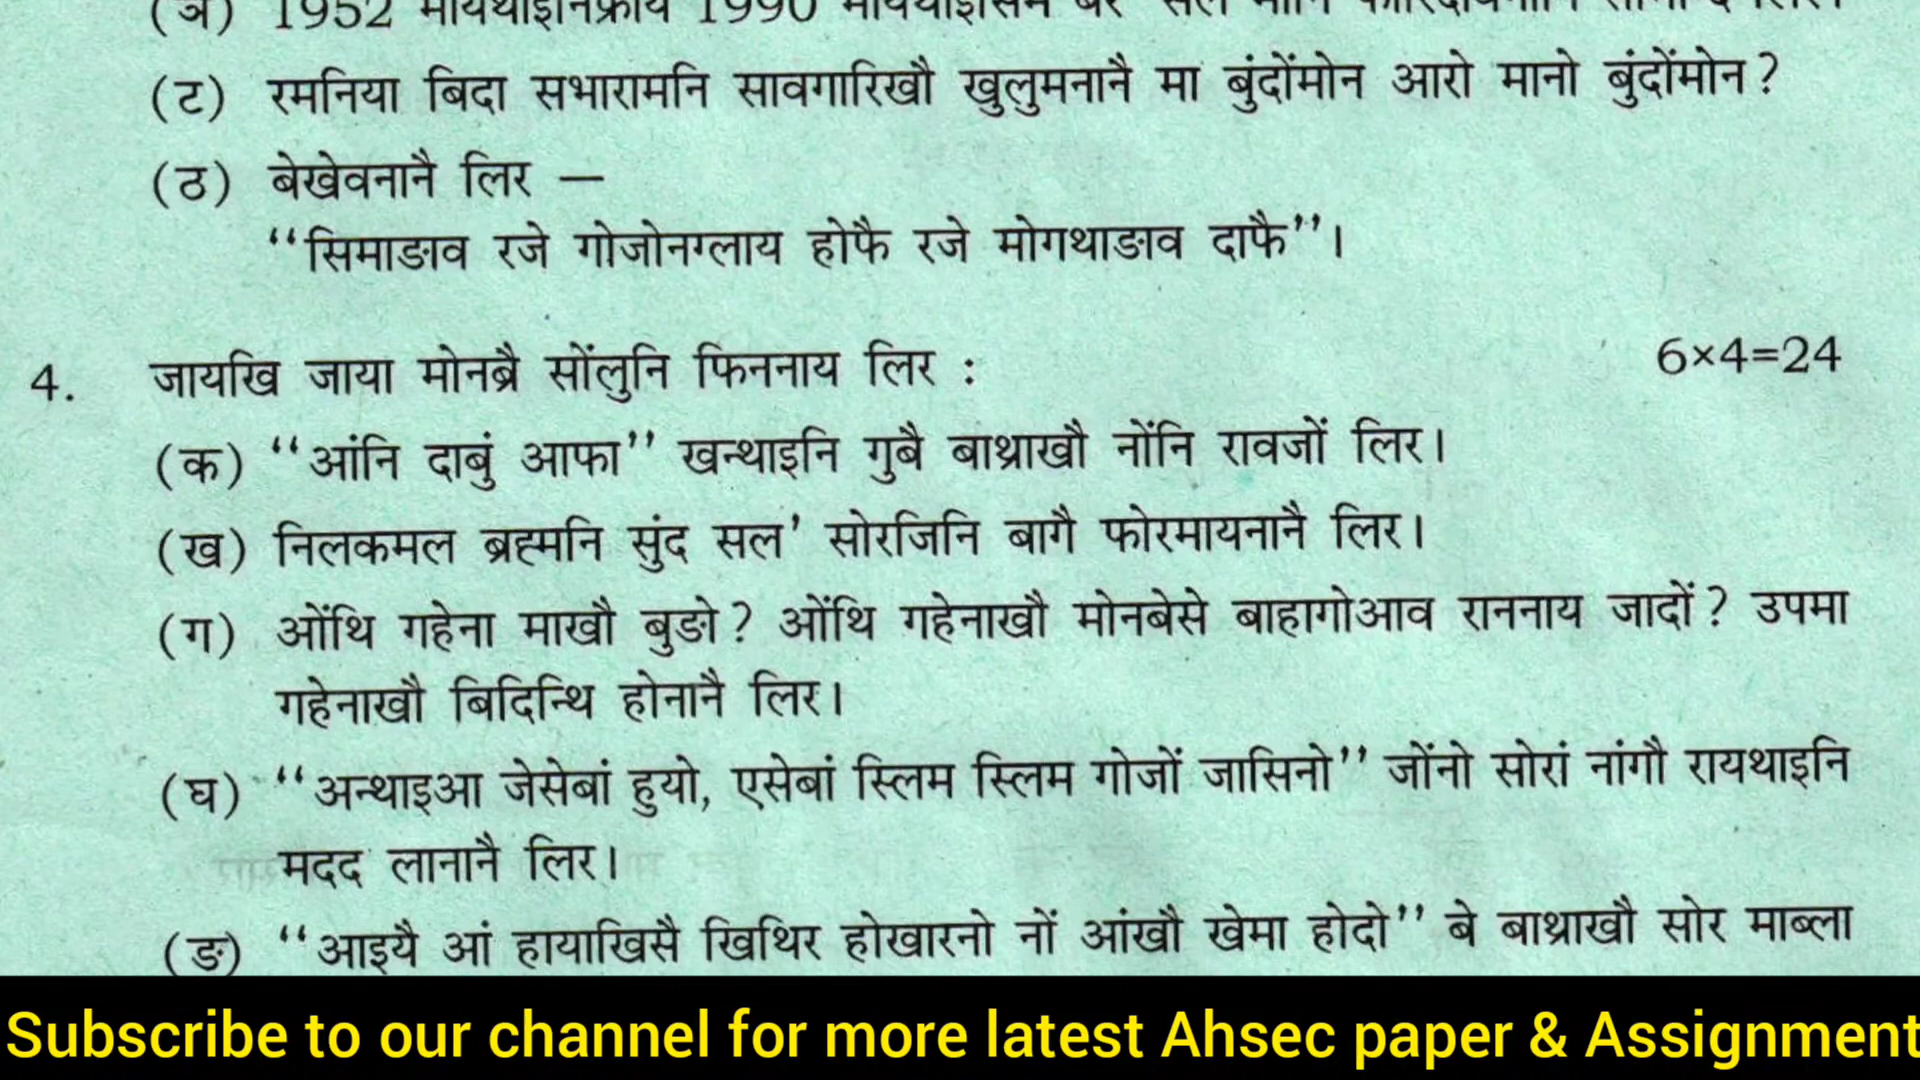 (ञ) 1952
(ट) रमनिया बिदा सभारामनि सावगारिखौ खुलुमनानै मा बुंदोंमोन आरो मानो बुंदोंमोन?
(ठ) बेखेवनानै लिर —
“सिमाङाव रजे गोजोनग्लाय होफै रजे मोगथाङाव दाफै”।
4. जायखि जाया मोनब्रै सोंलुनि फिननाय लिर : 6×4=24
(क) “आंनि दाबुं आफा” खन्थाइनि गुबै बाथ्राखौ नोंनि रावजों लिर।
(ख) निलकमल ब्रह्मनि सुंद सल’ सोरजिनि बागै फोरमायनानै लिर।
(ग) ओंथि गहेना माखौ बुङो? ओंथि गहेनाखौ मोनबेसे बाहागोआव राननाय जादों? उपमा
गहेनाखौ बिदिन्थि होनानै लिर।
(घ) “अन्थाइआ जेसेबां हुयो, एसेबां स्लिम स्लिम गोजों जासिनो” जोंनो सोरां नांगौ रायथाइनि
मदद लानानै लिर।
(ङ) “आइयै आं हायाखिसै खिथिर होखारनो नों आंखौ खेमा होदो” बे बाथ्राखौ सोर माब्ला
Subscribe to our channel for more latest Ahsec paper & Assignment